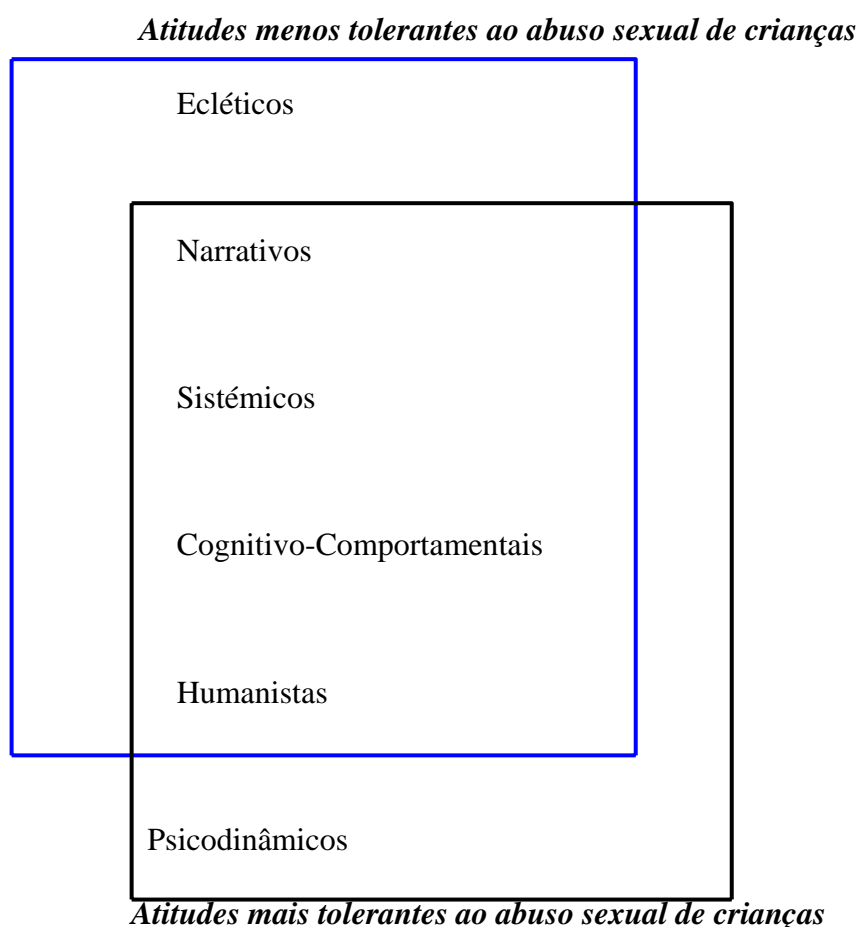 Atitudes menos tolerantes ao abuso sexual de crianças
Ecléticos
Narrativos
Sistémicos
Cognitivo-Comportamentais
Humanistas
Psicodinâmicos
Atitudes mais tolerantes ao abuso sexual de crianças